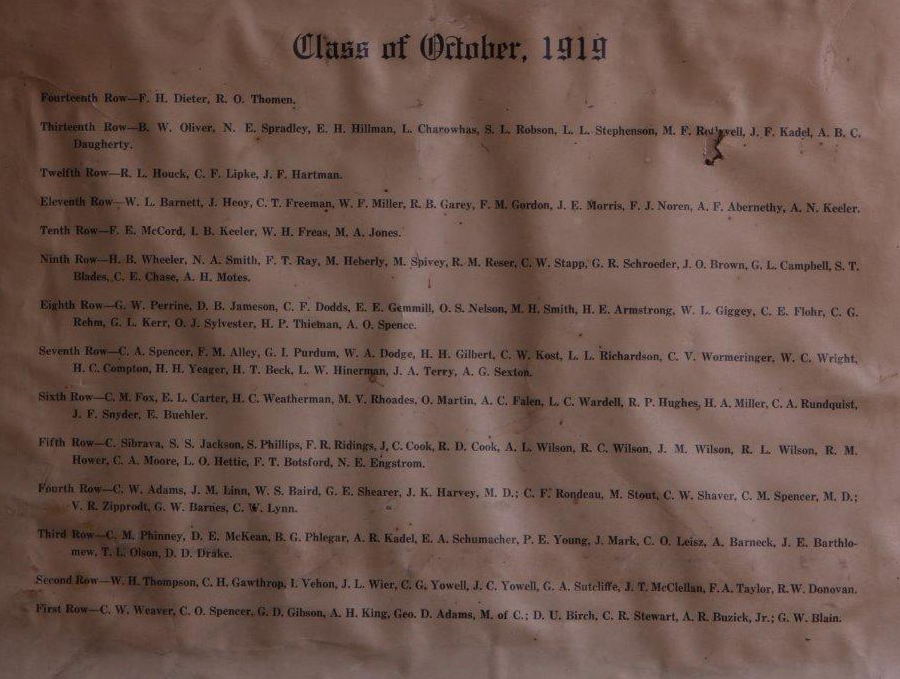 Class of October, 1919
Fourteenth Row—F. H. Dieter, R. O. Thomen.
Thirteenth Row—B. W. Oliver, N. E. Spradley, E. H. Hillman, L. Charowhas, S. L. Robson, L. L. Stephenson, M. F. J. F. Kadel, A. B. C.
Daugherty.
Twelfth Row—R. L. Houck, C. F. Lipke, J. F. Hartman.
Eleventh Row—W. L. Barnett, J. Heoy, C. T. Freeman, W. F. Miller, R. B. Garey, F. M. Gordon, J. E. Morris, F. J. Noren, A. F. Abernethy, A. N. Keeler.
Tenth Row—F. E. McCord, I. B. Keeler, W. H. Freas, M. A. Jones.
Ninth Row—H. B. Wheeler, N. A. Smith, F. T. Ray, M. Heberly, M. Spivey, R. M. Reser, C. W. Stapp, G. R. Schroeder, J. O. Brown, G. L. Campbell, S. T.
Blades, C. E. Chase, A. H. Motes.
Eighth Row—G. W. Perrine, D. B. Jameson, C. F. Dodds, E. E. Gemmill, O. S. Nelson, M. H. Smith, H. E. Armstrong, W. L. Giggey, C. E. Flohr, C. G.
Rehm, G. L. Kerr, O. J. Sylvester, H. P. Thieman, A. O. Spence.
Seventh Row—C. A. Spencer, F. M. Alley, G. I. Purdum, W. A. Dodge, H. H. Gilbert, C. W. Kost, L. L. Richardson, C. V. Wormeringer, W. C. Wright,
H. C. Compton, H. H. Yeager, H. T. Beck, L. W. Hinerman, J. A. Terry, A. G. Sexton.
Sixth Row—C. M. Fox, E. L. Carter, H. C. Weatherman, M. V. Rhoades, O. Martin, A. C. Falen, L. C. Wardell, R. P. Hughes, H. A. Miller, C. A. Rundquist,
J. F. Snyder, E. Buehler.
Fifth Row—C. Sibrava, S. S. Jackson, S. Phillips, F. R. Ridings, J. C. Cook, R. D. Cook, A. L. Wilson, R. C. Wilson, J. M. Wilson, R. L. Wilson, R. M.
Hower, C. A. Moore, L. O. Hettic, F. T. Botsford, N. E. Engstrom.
Fourth Row—C. W. Adams, J. M. Linn, W. S. Baird, G. E. Shearer, J. K. Harvey, M. D.; C. F. Rondeau, M. Stout, C. W. Shaver, C. M. Spencer, M. D.;
V. R. Zipprodt, G. W. Barnes, C. W. Lynn.
Third Row—C. M. Phinney, D. E. McKean, B. G. Phlegar, A. R. Kadel, E. A. Schumacher, P. E. Young, J. Mark, C. O. Leisz, A. Barneck, J. E. Barthlo-
mew, T. L. Olson, D. D. Drake.
Second Row—W. H. Thompson, C. H. Gawthrop, I. Vehon, J. L. Wier, C. G. Yowell, J. C. Yowell, G. A. Sutcliffe, J. T. McClellan, F. A. Taylor, R. W. Donovan.
First Row—C. W. Weaver, C. O. Spencer, G. D. Gibson, A. H. King, Geo. D. Adams, M. of C.; D. U. Birch, C. R. Stewart, A. R. Buzick, Jr.; G. W. Blain.